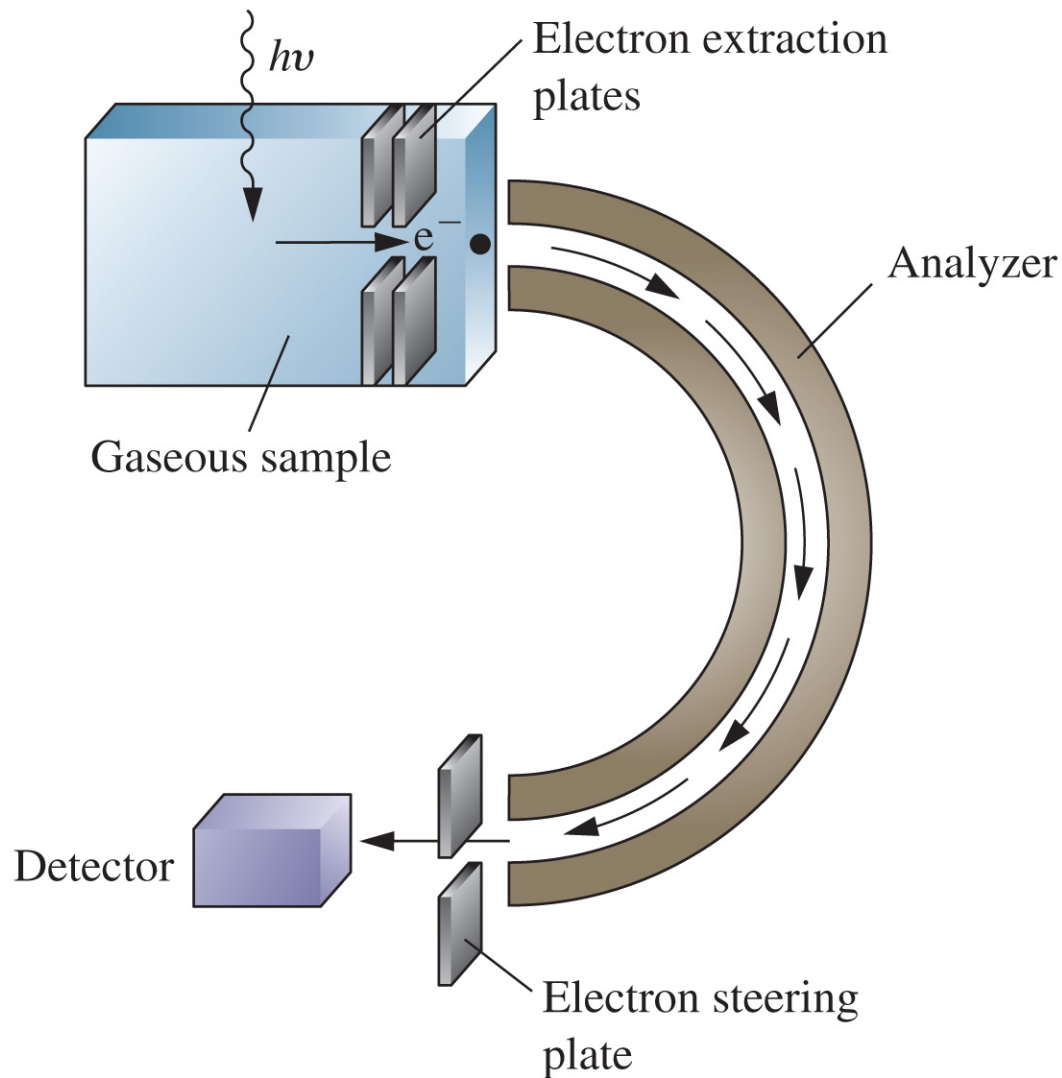 hν
Electron extraction
plates
e⁻
Analyzer
Gaseous sample
Detector
Electron steering
plate